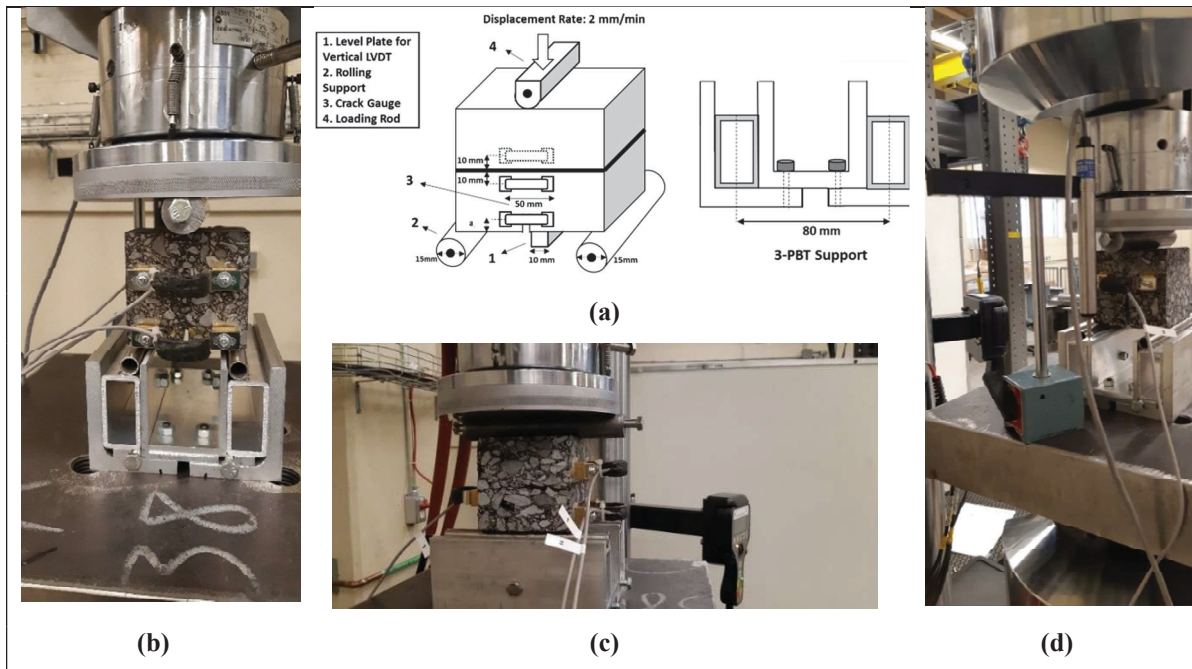 Displacement Rate: 2 mm/min
1. Level Plate for
Vertical LVDT
2. Rolling
Support
3. Crack Gauge
4. Loading Rod
4
10 mm
10 mm
3
50 mm
2
a
15mm
1
10 mm
15mm
80 mm
3-PBT Support
(a)
(b)
(c)
(d)